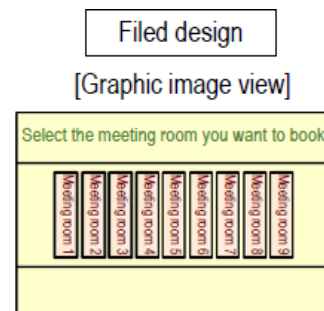 Filed design
[Graphic image view]
Select the meeting room you want to book
Meeting room 1
Meeting room 2
Meeting room 3
Meeting room 4
Meeting room 5
Meeting room 6
Meeting room 7
Meeting room 8
Meeting room 9